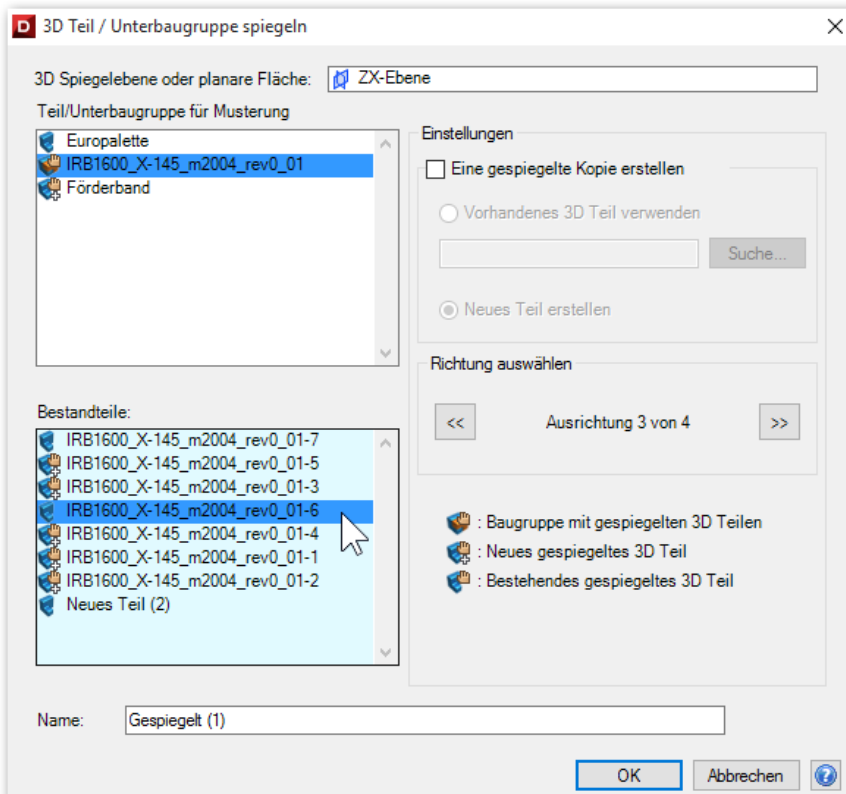 3D Teil / Unterbaugruppe spiegeln
3D Spiegelebene oder planare Fläche: ZX-Ebene
Teil/Unterbaugruppe für Musterung
Europalette
IRB1600_X-145_m2004_rev0_01
Förderband
Einstellungen
Eine gespiegelte Kopie erstellen
Vorhandenes 3D Teil verwenden
Suche...
Neues Teil erstellen
Richtung auswählen
<< Ausrichtung 3 von 4 >>
Bestandteile:
IRB1600_X-145_m2004_rev0_01-7
IRB1600_X-145_m2004_rev0_01-5
IRB1600_X-145_m2004_rev0_01-3
IRB1600_X-145_m2004_rev0_01-6
IRB1600_X-145_m2004_rev0_01-4
IRB1600_X-145_m2004_rev0_01-1
IRB1600_X-145_m2004_rev0_01-2
Neues Teil (2)
: Baugruppe mit gespiegelten 3D Teilen
: Neues gespiegeltes 3D Teil
: Bestehendes gespiegeltes 3D Teil
Name: Gespiegelt (1)
OK Abbrechen ?